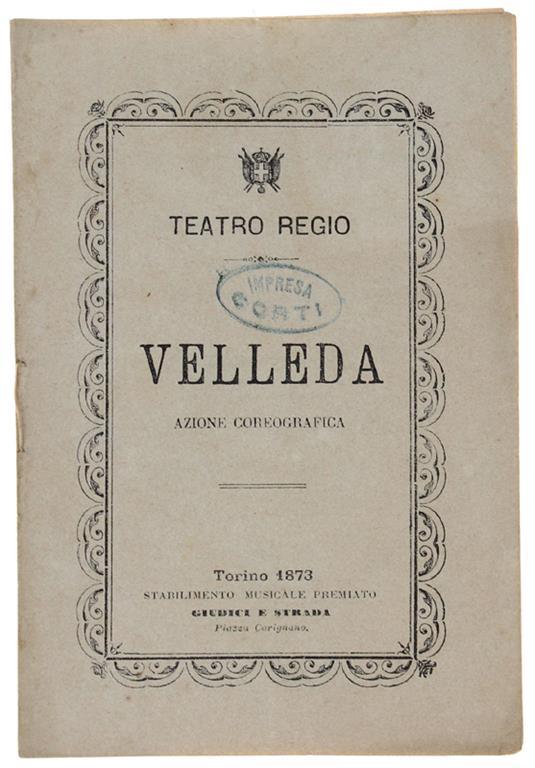 TEATRO REGIO
IMPRESA
CORTI
VELLEDA
AZIONE COREOGRAFICA
Torino 1873
STABILIMENTO MUSICALE PREMIATO
GIUDICI E STRADA
Piazza Carignano.